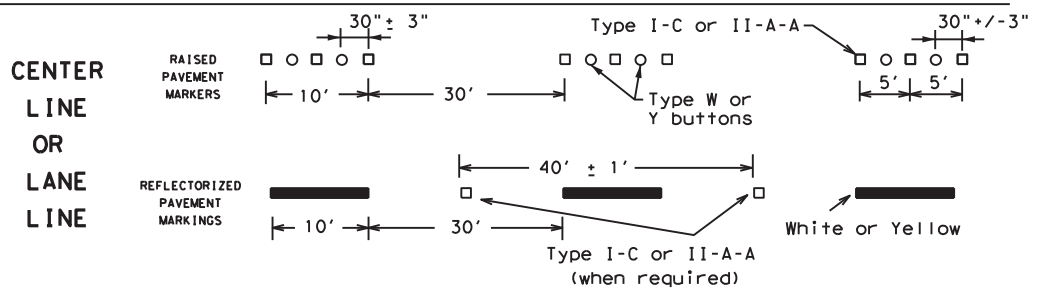 CENTER
LINE
OR
LANE
LINE
RAISED
PAVEMENT
MARKERS
30"± 3"
10'
30'
Type I-C or II-A-A
Type W or
Y buttons
30"+/-3"
5'
5'
REFLECTORIZED
PAVEMENT
MARKINGS
40' ± 1'
10'
30'
Type I-C or II-A-A
(when required)
White or Yellow